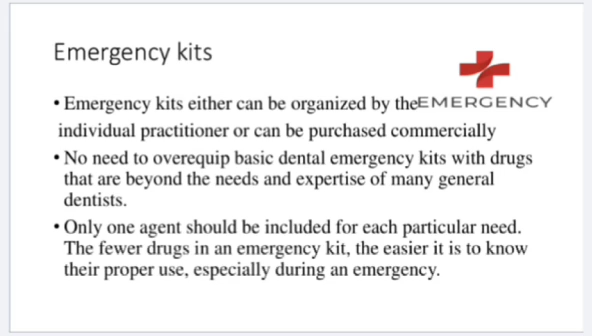 Emergency kits
• Emergency kits either can be organized by the
EMERGENCY
individual practitioner or can be purchased commercially
• No need to overequip basic dental emergency kits with drugs
that are beyond the needs and expertise of many general
dentists.
• Only one agent should be included for each particular need.
The fewer drugs in an emergency kit, the easier it is to know
their proper use, especially during an emergency.